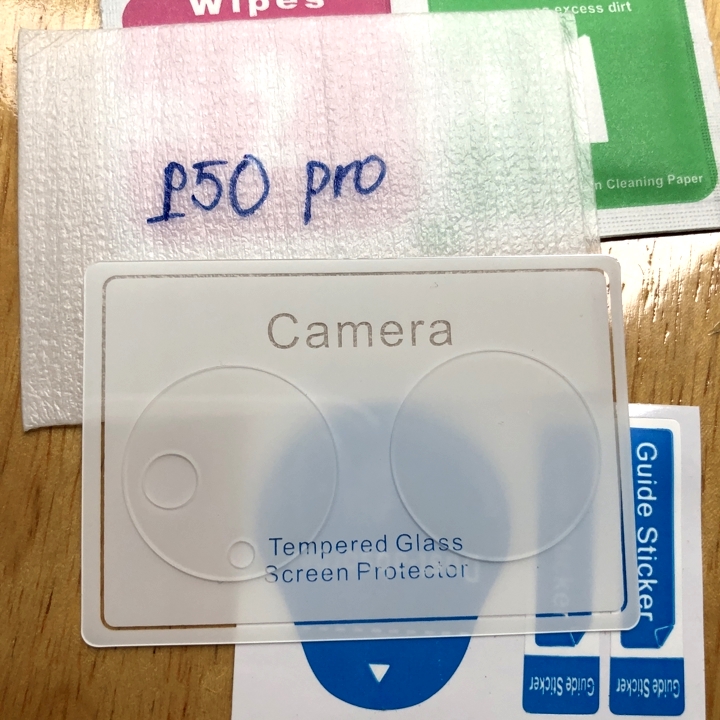 Wipes
excess dirt
Cleaning Paper
P50 pro
Camera
Tempered Glass
Screen Protector
Guide Sticker
Guide Sticker
Guide Sticker